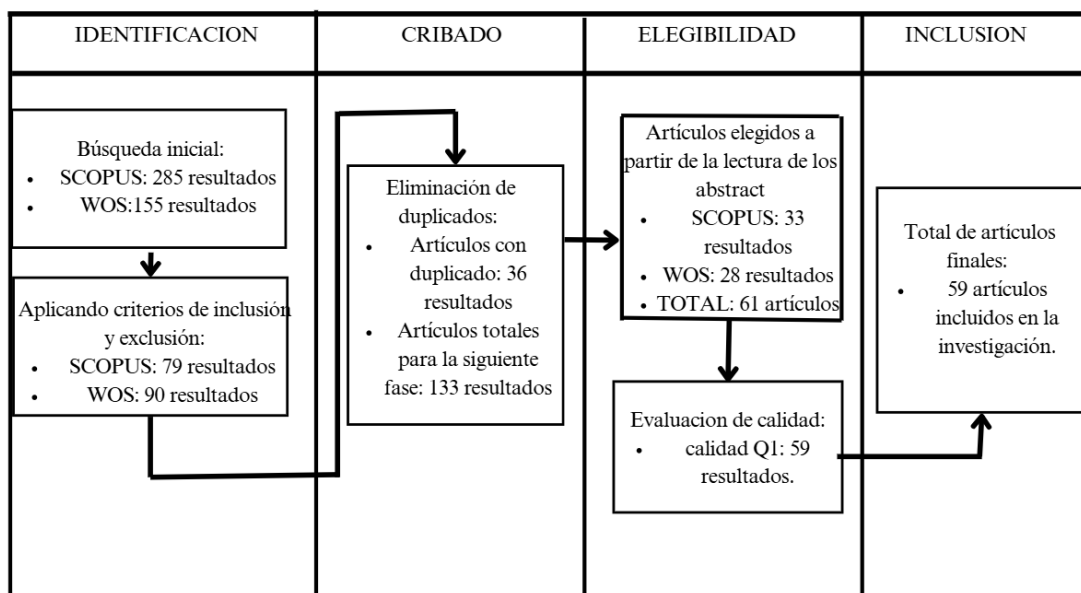 IDENTIFICACION
CRIBADO
ELEGIBILIDAD
INCLUSION
Búsqueda inicial:
• SCOPUS: 285 resultados
• WOS:155 resultados
Aplicando criterios de inclusión
y exclusión:
• SCOPUS: 79 resultados
• WOS: 90 resultados
Eliminación de
duplicados:
• Artículos con
duplicado: 36
resultados
• Artículos totales
para la siguiente
fase: 133 resultados
Artículos elegidos a
partir de la lectura de los
abstract
• SCOPUS: 33
resultados
• WOS: 28 resultados
• TOTAL: 61 artículos
Evaluacion de calidad:
• calidad Q1: 59
resultados.
Total de articulos
finales:
• 59 artículos
incluidos en la
investigación.